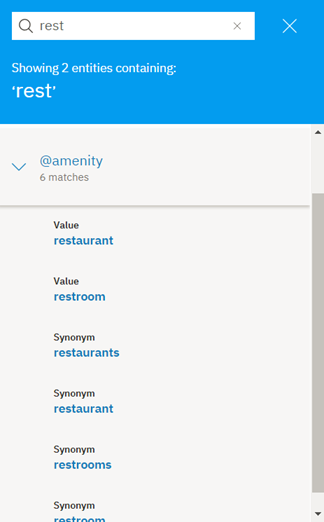 rest
Showing 2 entities containing:
‘rest’
@amenity
6 matches
Value
restaurant
Value
restroom
Synonym
restaurants
Synonym
restaurant
Synonym
restrooms
Synonym
restroom